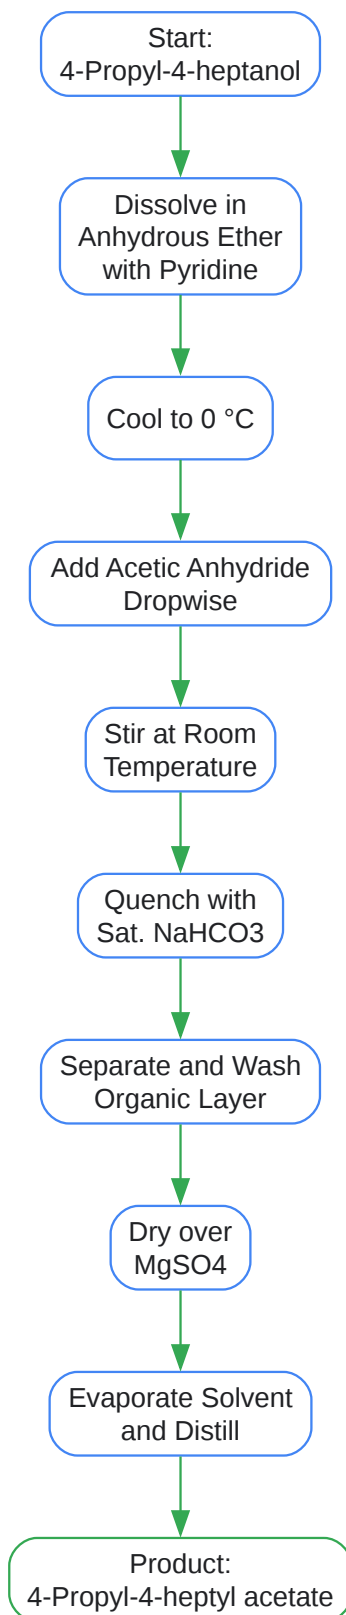 Start:
4-Propyl-4-heptanol
Dissolve in
Anhydrous Ether
with Pyridine
Cool to 0 °C
Add Acetic Anhydride
Dropwise
Stir at Room
Temperature
Quench with
Sat. NaHCO3
Separate and Wash
Organic Layer
Dry over
MgSO4
Evaporate Solvent
and Distill
Product:
4-Propyl-4-heptyl acetate